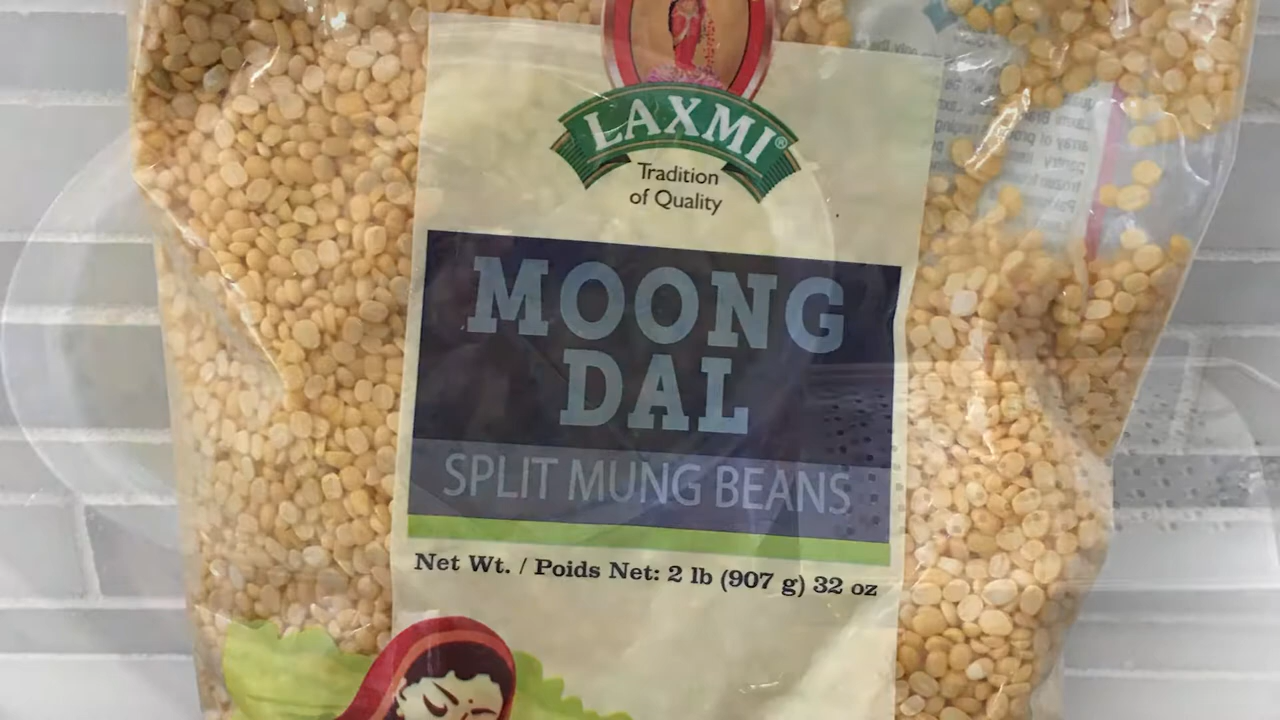 LAXMI®
Tradition
of Quality
MOONG
DAL
SPLIT MUNG BEANS
Net Wt. / Poids Net: 2 lb (907 g) 32 oz